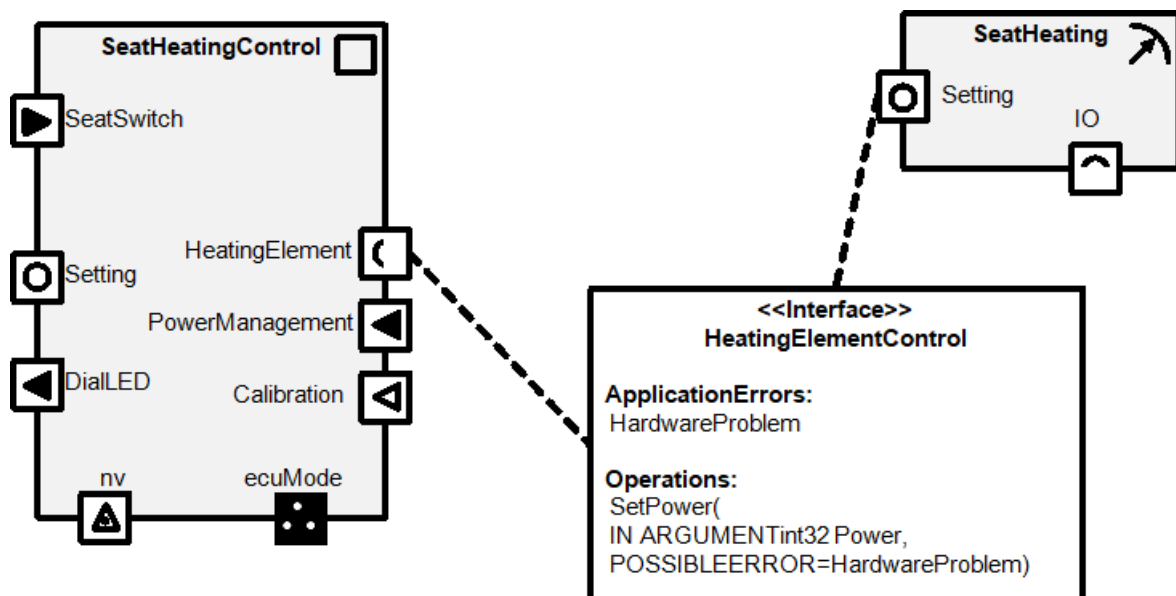 SeatHeatingControl
SeatSwitch
HeatingElement
Setting
PowerManagement
DialLED
Calibration
nv
ecuMode
SeatHeating
Setting
IO
<<Interface>>
HeatingElementControl
ApplicationErrors:
HardwareProblem
Operations:
SetPower(
IN ARGUMENTint32 Power,
POSSIBLEERROR=HardwareProblem)